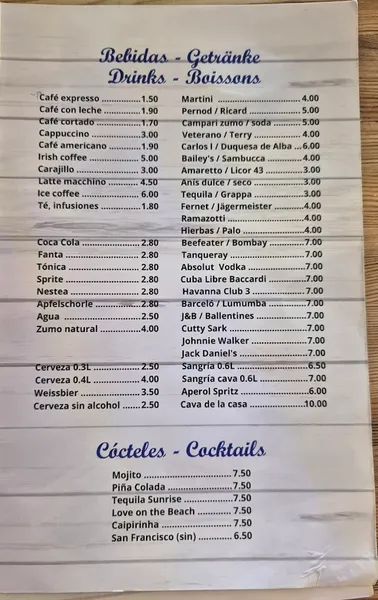 Bebidas - Getränke
Drinks - Boissons
Café expresso ................1.50
Café con leche ................1.90
Café cortado ................1.70
Cappuccino ................3.00
Café americano ...............1.90
Irish coffee ................5.00
Carajillo ................3.00
Latte macchino ...........4.50
Ice coffee ................6.00
Té, infusiones ................1.80
Coca Cola ................2.80
Fanta ................2.80
Tónica ................2.80
Sprite ................2.80
Nestea ................2.80
Apfelschorle ................2.80
Agua ................2.50
Zumo natural ................4.00
Cerveza 0.3L ................2.50
Cerveza 0.4L ................4.00
Weissbier ................3.50
Cerveza sin alcohol .......2.50
Martini ................4.00
Pernod / Ricard ................5.00
Campari zumo / soda ..........5.00
Veterano / Terry ................4.00
Carlos I / Duquesa de Alba ...6.00
Bailey's / Sambucca ............4.00
Amaretto / Licor 43 .............3.00
Anis dulce / seco ................3.00
Tequila / Grappa ................3.00
Fernet / Jägermeister ..........4.00
Ramazotti ................4.00
Hierbas / Palo ................4.00
Beefeater / Bombay .............7.00
Tanqueray ................7.00
Absolut Vodka ................7.00
Cuba Libre Baccardi .............7.00
Havanna Club 3 ................7.00
Barceló / Lumumba .............7.00
J&B / Ballentines ................7.00
Cutty Sark ................7.00
Johnnie Walker ................7.00
Jack Daniel's ................7.00
Sangría 0.6L ................6.50
Sangría cava 0.6L ................7.00
Aperol Spritz ................6.00
Cava de la casa ................10.00
Cócteles - Cocktails
Mojito ................7.50
Piña Colada ................7.50
Tequila Sunrise ................7.50
Love on the Beach ............7.50
Caipirinha ................7.50
San Francisco (sin) ............6.50